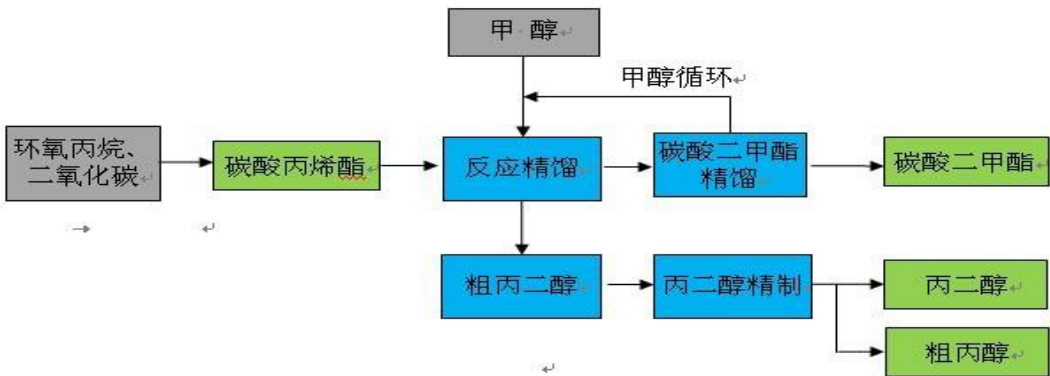 甲醇
甲醇循环
环氧丙烷、
二氧化碳
碳酸丙烯酯
反应精馏
碳酸二甲酯
精馏
碳酸二甲酯
粗丙二醇
丙二醇精制
丙二醇
粗丙醇